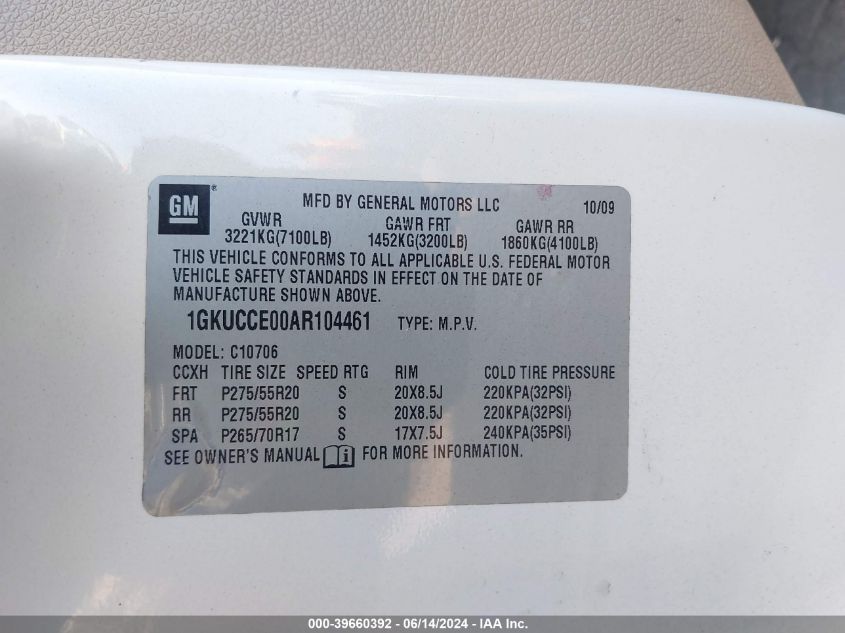 GM® MFD BY GENERAL MOTORS LLC 10/09
GVWR GAWR FRT GAWR RR
3221KG(7100LB) 1452KG(3200LB) 1860KG(4100LB)
THIS VEHICLE CONFORMS TO ALL APPLICABLE U.S. FEDERAL MOTOR
VEHICLE SAFETY STANDARDS IN EFFECT ON THE DATE OF
MANUFACTURE SHOWN ABOVE.
1GKUCCE00AR104461 TYPE: M.P.V.
MODEL: C10706
CCXH TIRE SIZE SPEED RTG RIM COLD TIRE PRESSURE
FRT P275/55R20 S 20X8.5J 220KPA(32PSI)
RR P275/55R20 S 20X8.5J 220KPA(32PSI)
SPA P265/70R17 S 17X7.5J 240KPA(35PSI)
SEE OWNER'S MANUAL i FOR MORE INFORMATION.
000-39660392 - 06/14/2024 - IAA Inc.